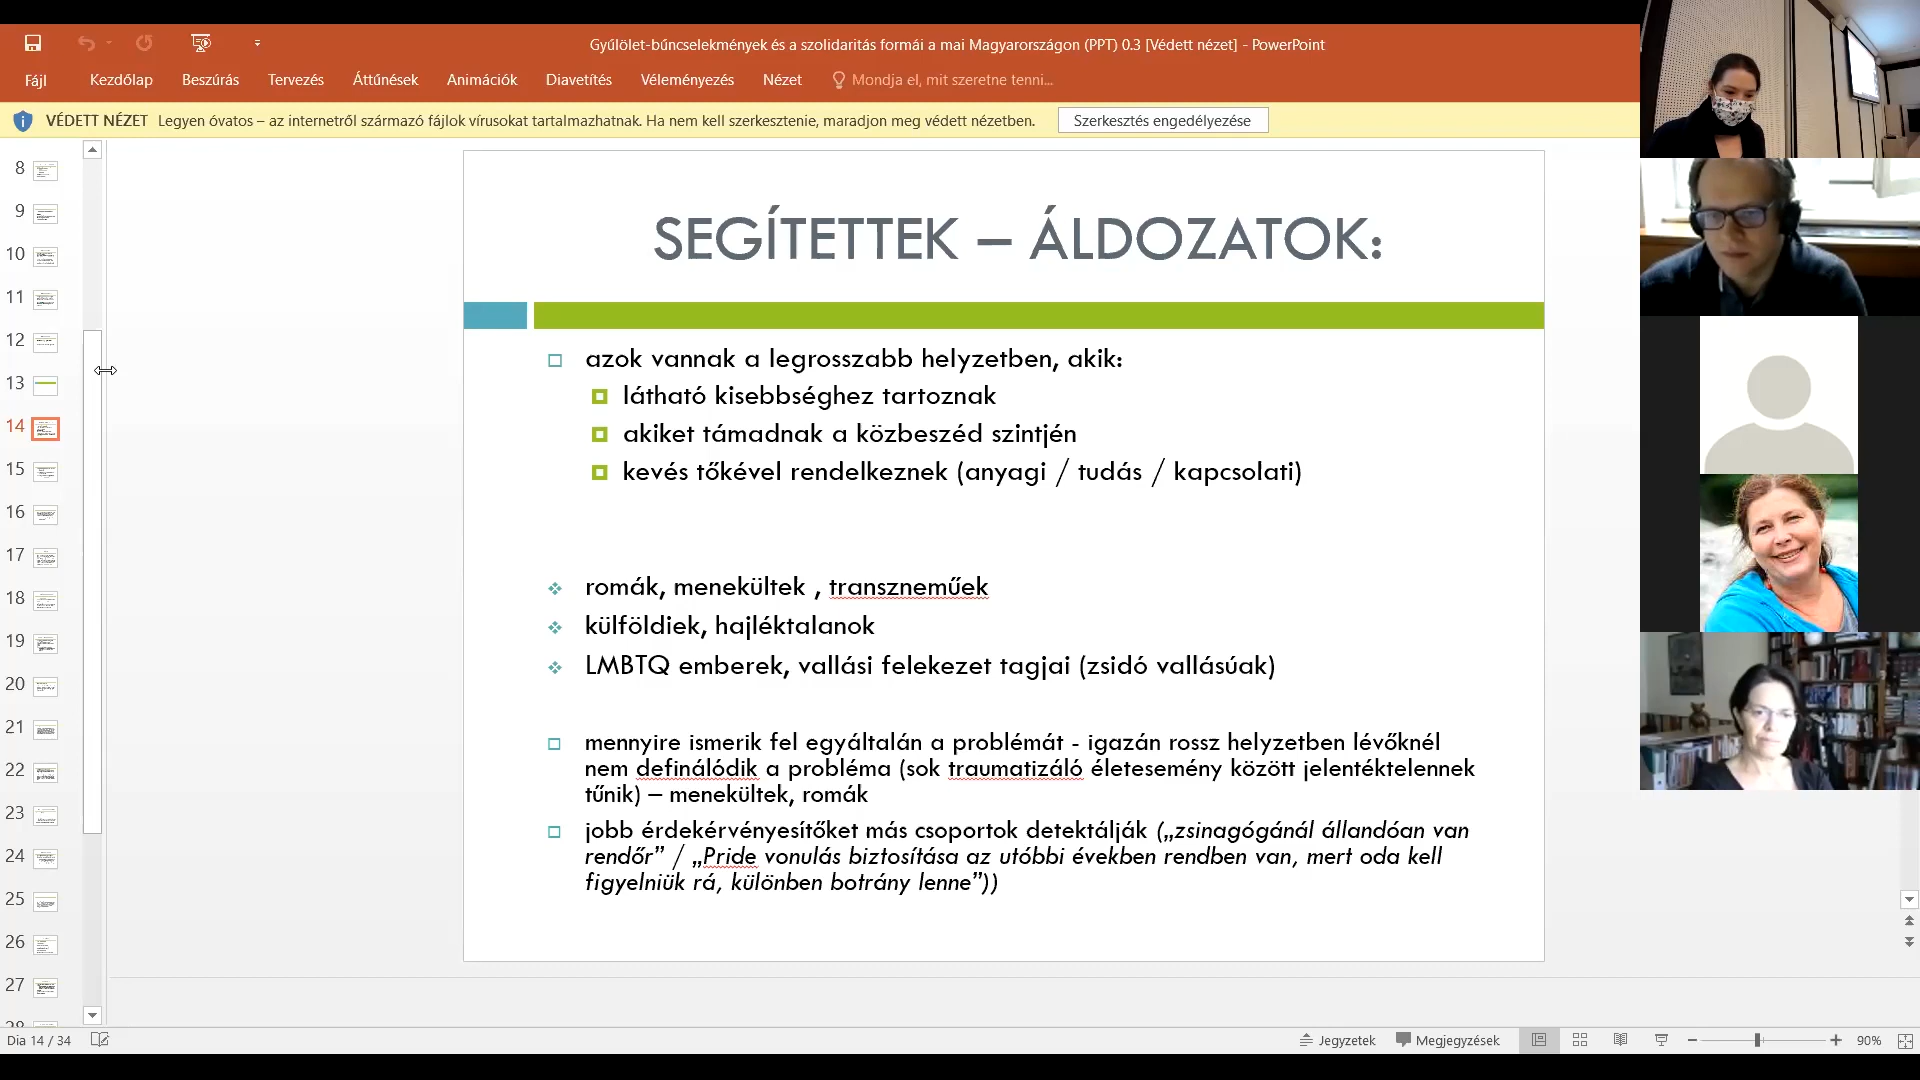 Gyűlölet-bűncselekmények és a szolidaritás formái a mai Magyarországon (PPT) 0.3 [Védett nézet] - PowerPoint
Fájl Kezdőlap Beszúrás Tervezés Áttűnések Animációk Diavetítés Véleményezés Nézet Mondja el, mit szeretne tenni...
VÉDETT NÉZET Legyen óvatos – az internetről származó fájlok vírusokat tartalmazhatnak. Ha nem kell szerkesztenie, maradjon meg védett nézetben. Szerkesztés engedélyezése
8
9
10
11
12
13
14
15
16
17
18
19
20
21
22
23
24
25
26
27
28
SEGÍTETTEK – ÁLDOZATOK:
azok vannak a legrosszabb helyzetben, akik:
látható kisebbséghez tartoznak
akiket támadnak a közbeszéd szintjén
kevés tőkével rendelkeznek (anyagi / tudás / kapcsolati)
romák, menekültek , transzneműek
külföldiek, hajléktalanok
LMBTQ emberek, vallási felekezet tagjai (zsidó vallásúak)
mennyire ismerik fel egyáltalán a problémát - igazán rossz helyzetben lévőknél
nem definálódik a probléma (sok traumatizáló életesemény között jelentéktelennek
tűnik) – menekültek, romák
jobb érdekérvényesítőket más csoportok detektálják („zsinagógánál állandóan van
rendőr” / „Pride vonulás biztosítása az utóbbi években rendben van, mert oda kell
figyelniük rá, különben botrány lenne”))
Dia 14 / 34 Jegyzetek Megjegyzések 90%